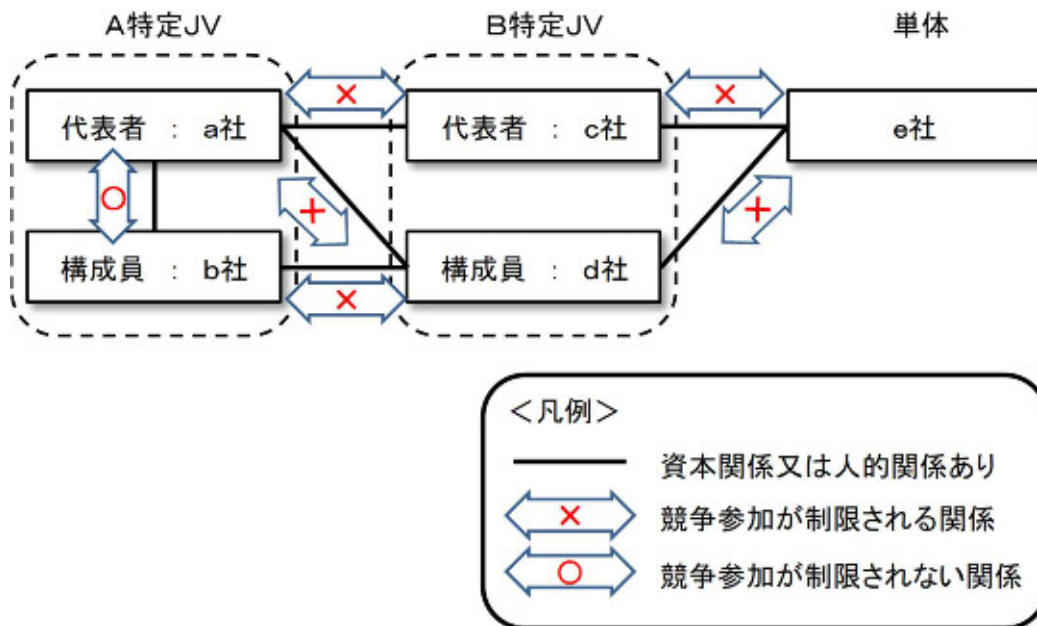 A特定JV
B特定JV
単体
×
×
代表者 : a社
代表者 : c社
e社
○
+
+
構成員 : b社
構成員 : d社
×
<凡例>
資本関係又は人的関係あり
× 競争参加が制限される関係
○ 競争参加が制限されない関係